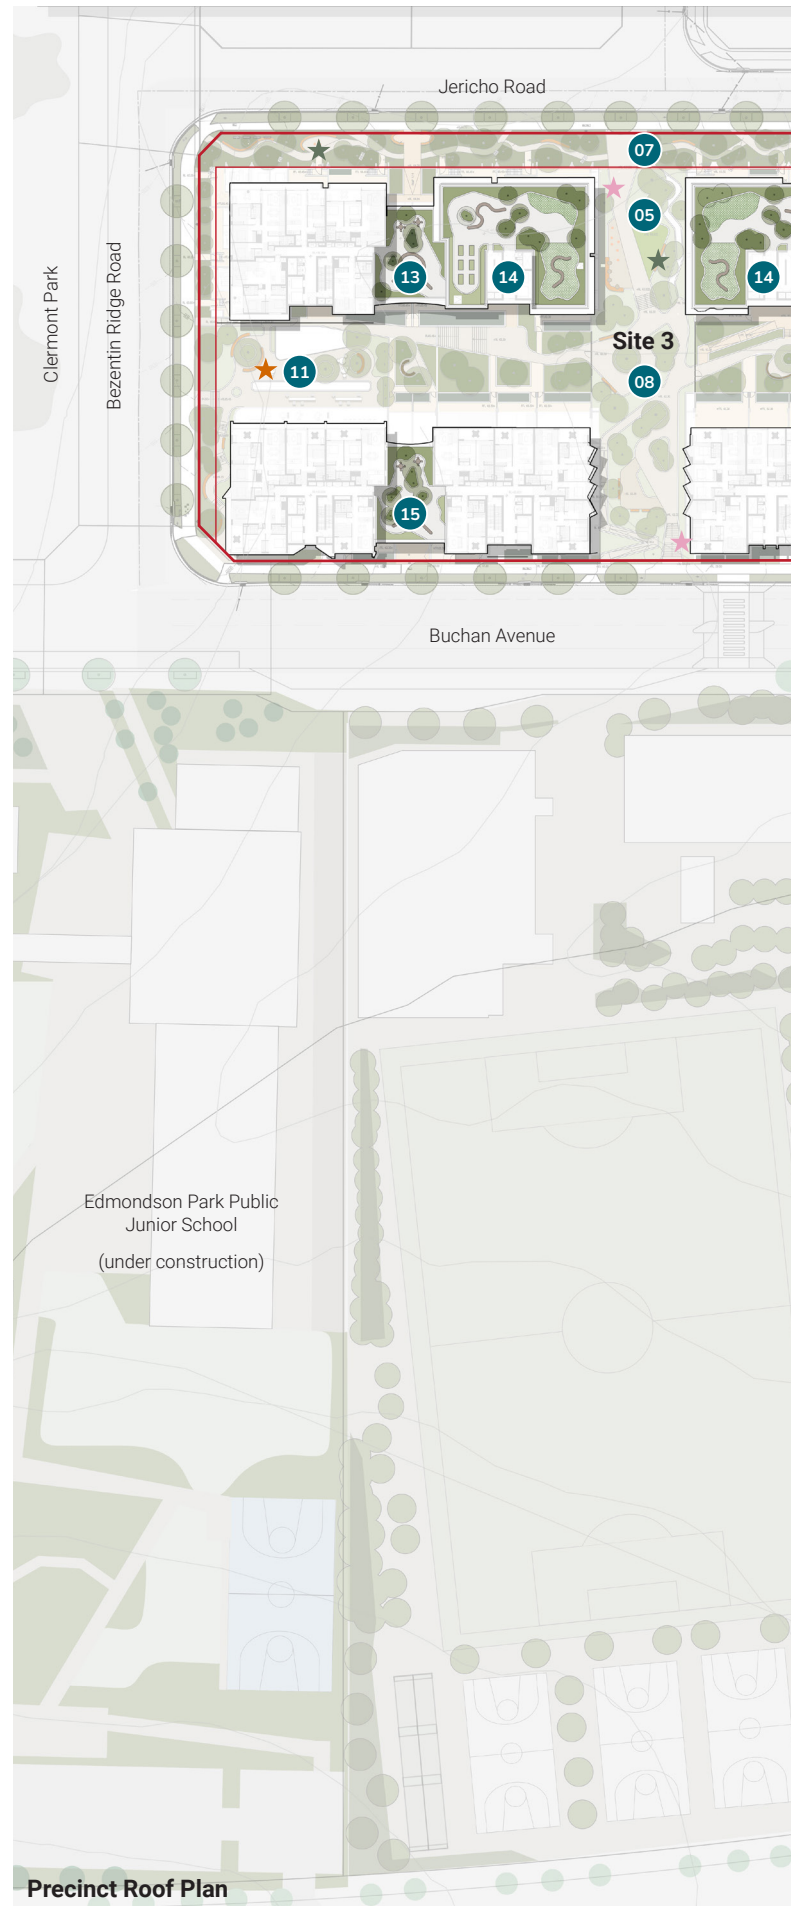 Jericho Road
07
05
13
14
14
Clermont Park
Bezentin Ridge Road
Site 3
11
08
15
Buchan Avenue
Edmondson Park Public
Junior School
(under construction)
Precinct Roof Plan